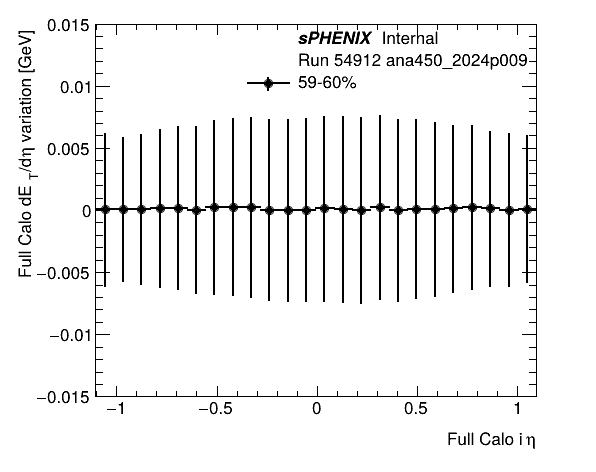 sPHENIX Internal
Run 54912 ana450_2024p009
59-60%
Full Calo dE_T/dη variation [GeV]
0.015
0.01
0.005
0
−0.005
−0.01
−0.015
−1 −0.5 0 0.5 1
Full Calo i η